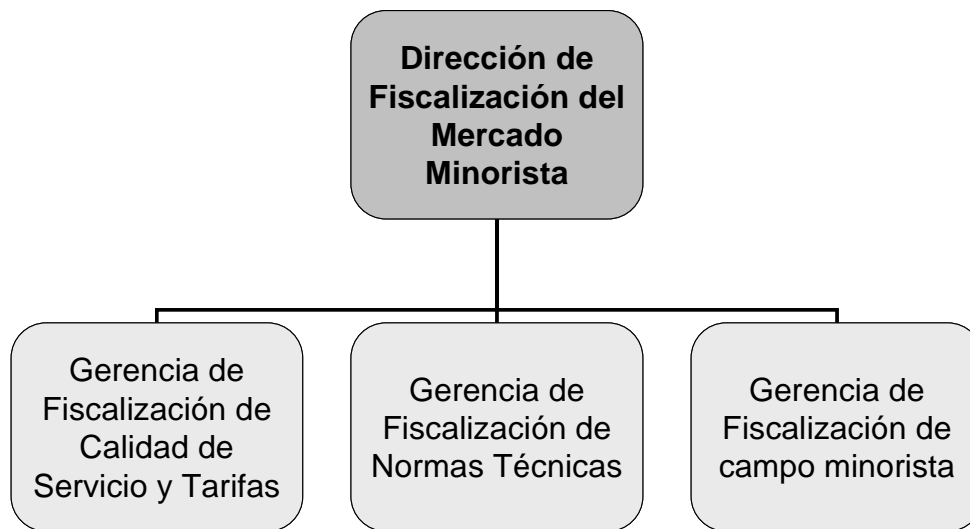 Dirección de
Fiscalización del
Mercado
Minorista
Gerencia de
Fiscalización de
Calidad de
Servicio y Tarifas
Gerencia de
Fiscalización de
Normas Técnicas
Gerencia de
Fiscalización de
campo minorista